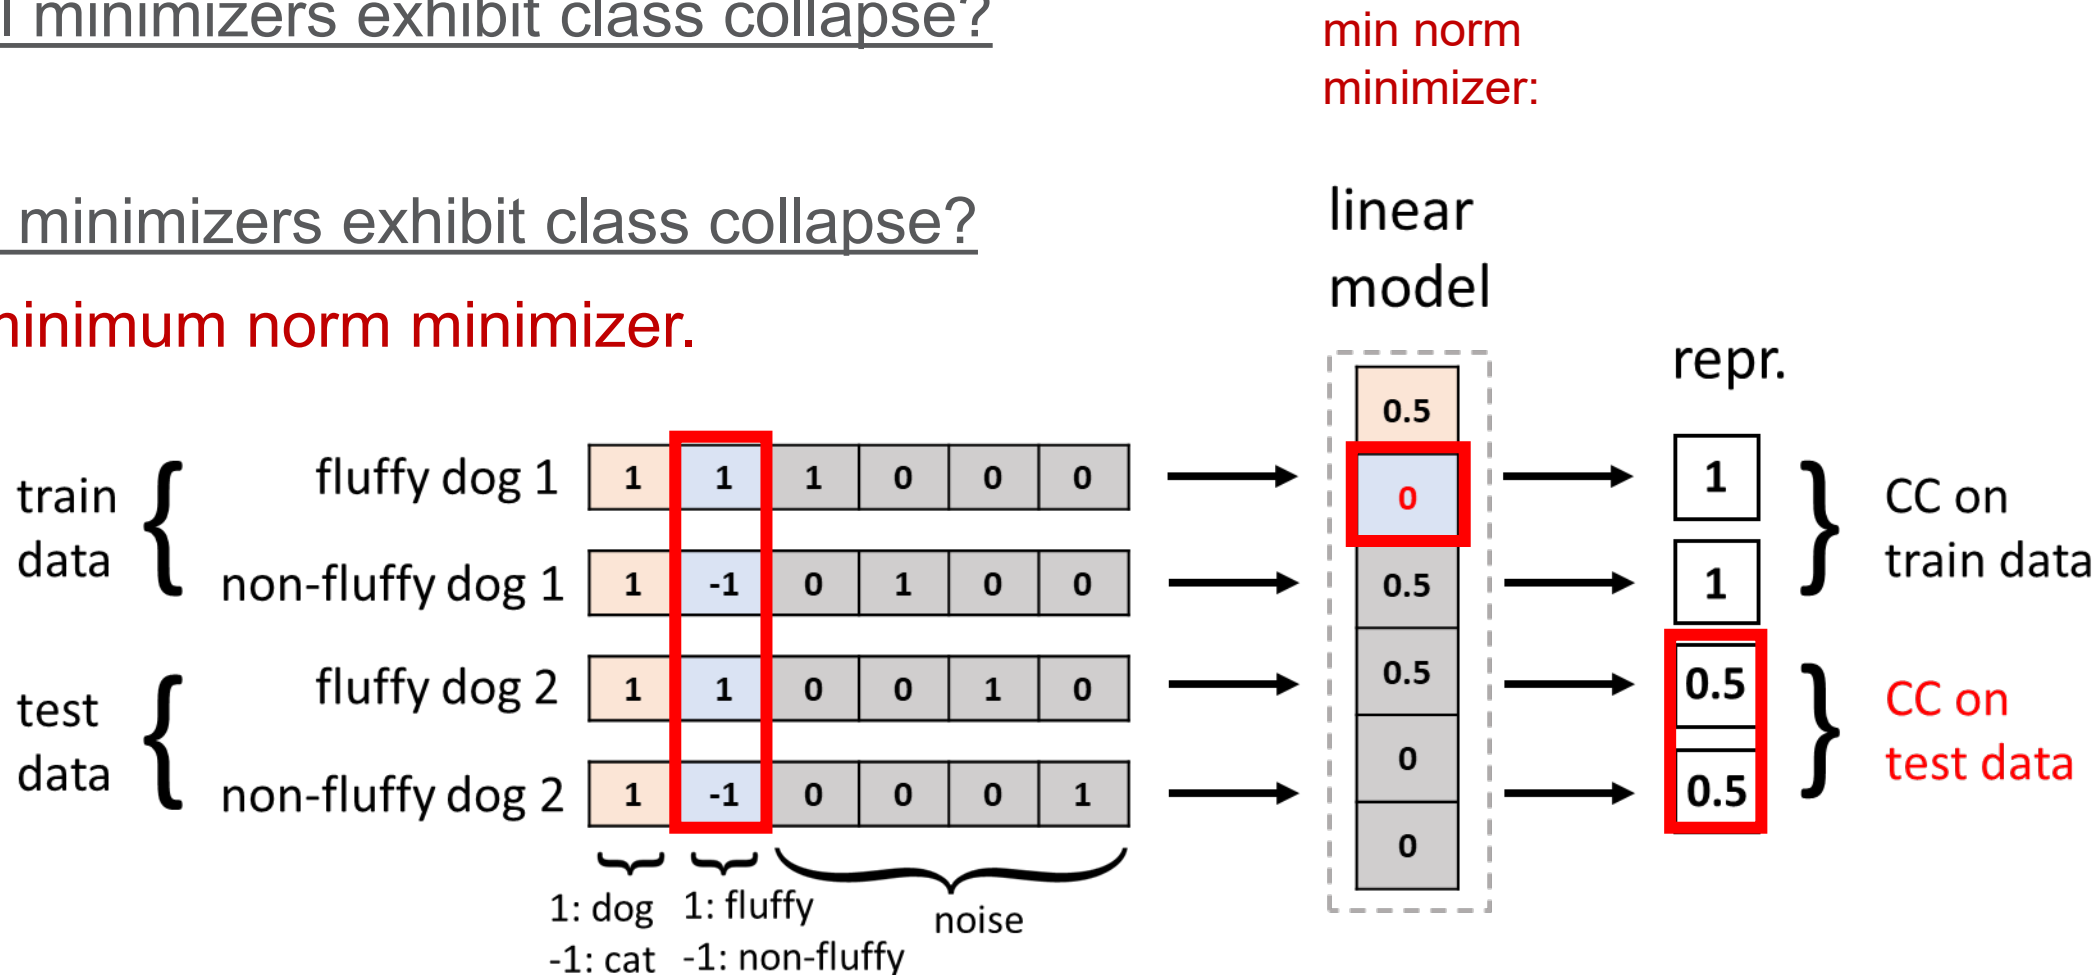 l minimizers exhibit class collapse?
min norm
minimizer:
minimizers exhibit class collapse?
minimum norm minimizer.
linear
model
repr.
0.5
train
data
fluffy dog 1
1 1 1 0 0 0
0
1
CC on
train data
non-fluffy dog 1
1 -1 0 1 0 0
0.5
1
test
data
fluffy dog 2
1 1 0 0 1 0
0.5
0.5
CC on
test data
non-fluffy dog 2
1 -1 0 0 0 1
0
0.5
0
1: dog
-1: cat
1: fluffy
-1: non-fluffy
noise